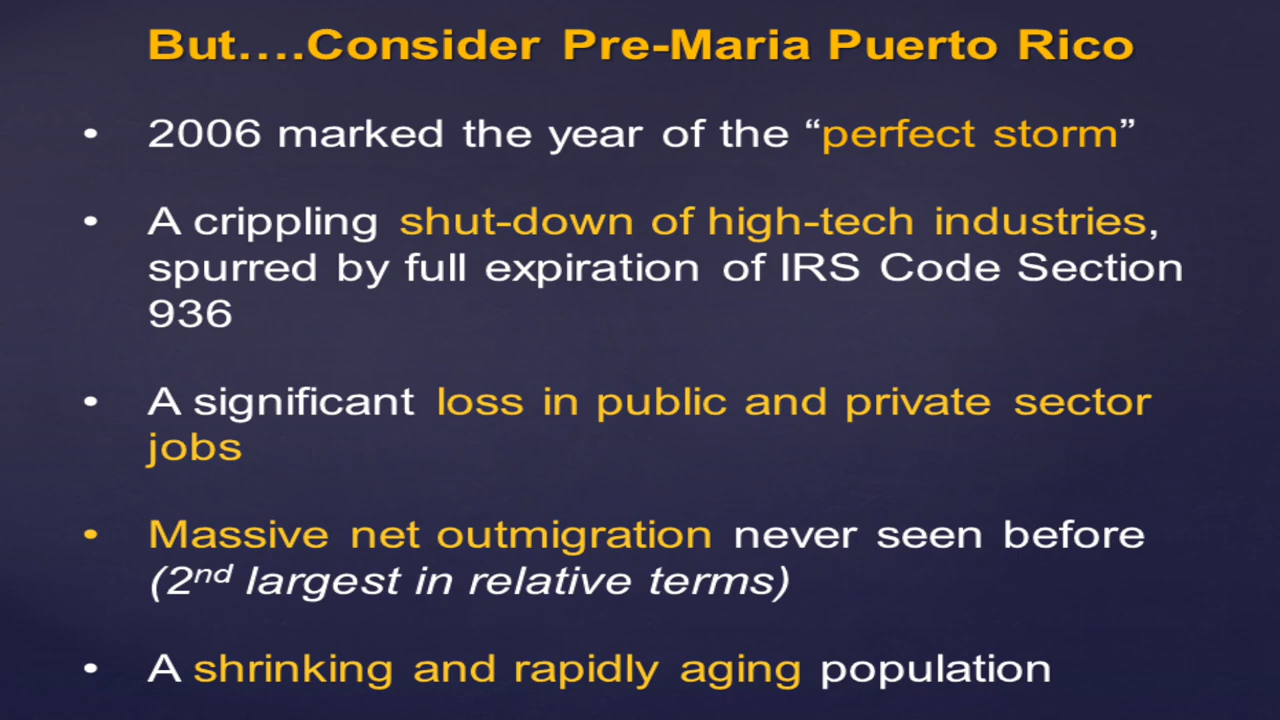 But....Consider Pre-Maria Puerto Rico
• 2006 marked the year of the “perfect storm”
• A crippling shut-down of high-tech industries,
spurred by full expiration of IRS Code Section
936
• A significant loss in public and private sector
jobs
• Massive net outmigration never seen before
(2nd largest in relative terms)
• A shrinking and rapidly aging population